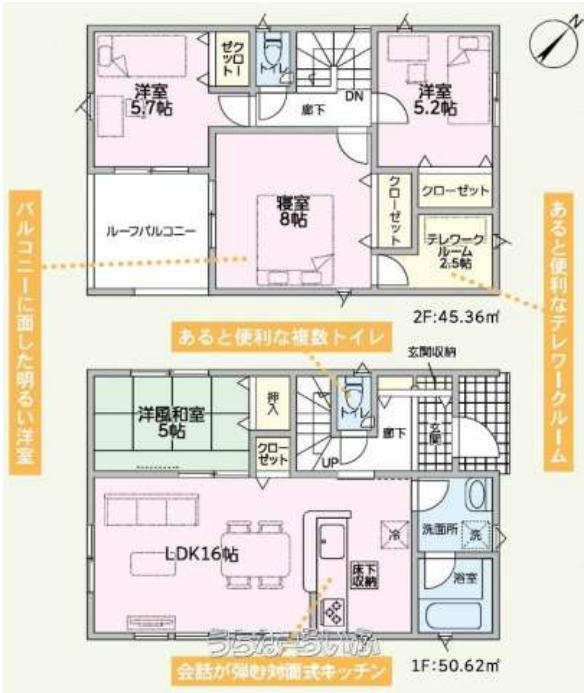 N
クロー
ゼット
トイレ
洋室
5.7帖
廊下
DN
洋室
5.2帖
クローゼット
クローゼット
ルーフバルコニー
寝室
8帖
テレワーク
ルーム
2.5帖
バルコニーに面した明るい洋室
あると便利なテレワークルーム
2F:45.36㎡
あると便利な複数トイレ
玄関収納
洋風和室
5帖
押入
クロー
ゼット
トイレ
廊下
玄関
UP
LDK16帖
冷
洗面所
洗
床下
収納
浴室
うちなーらいふ
会話が弾む対面式キッチン
1F:50.62㎡